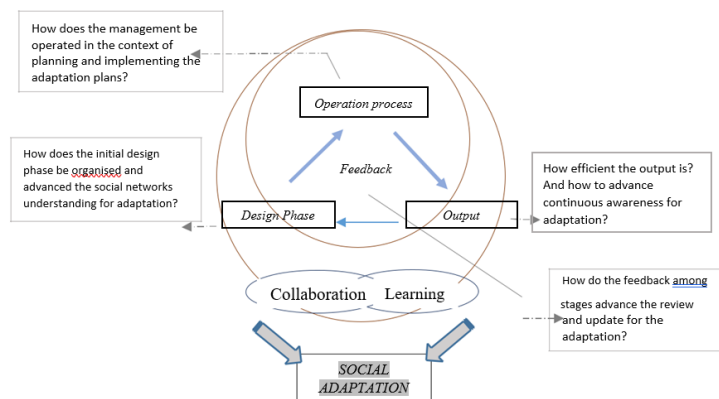 How does the management be
operated in the context of
planning and implementing the
adaptation plans?
Operation process
How does the initial design
phase be organised and
advanced the social networks
understanding for adaptation?
Feedback
How efficient the output is?
And how to advance
continuous awareness for
adaptation?
Design Phase
Output
Collaboration
Learning
How do the feedback among
stages advance the review
and update for the
adaptation?
SOCIAL
ADAPTATION